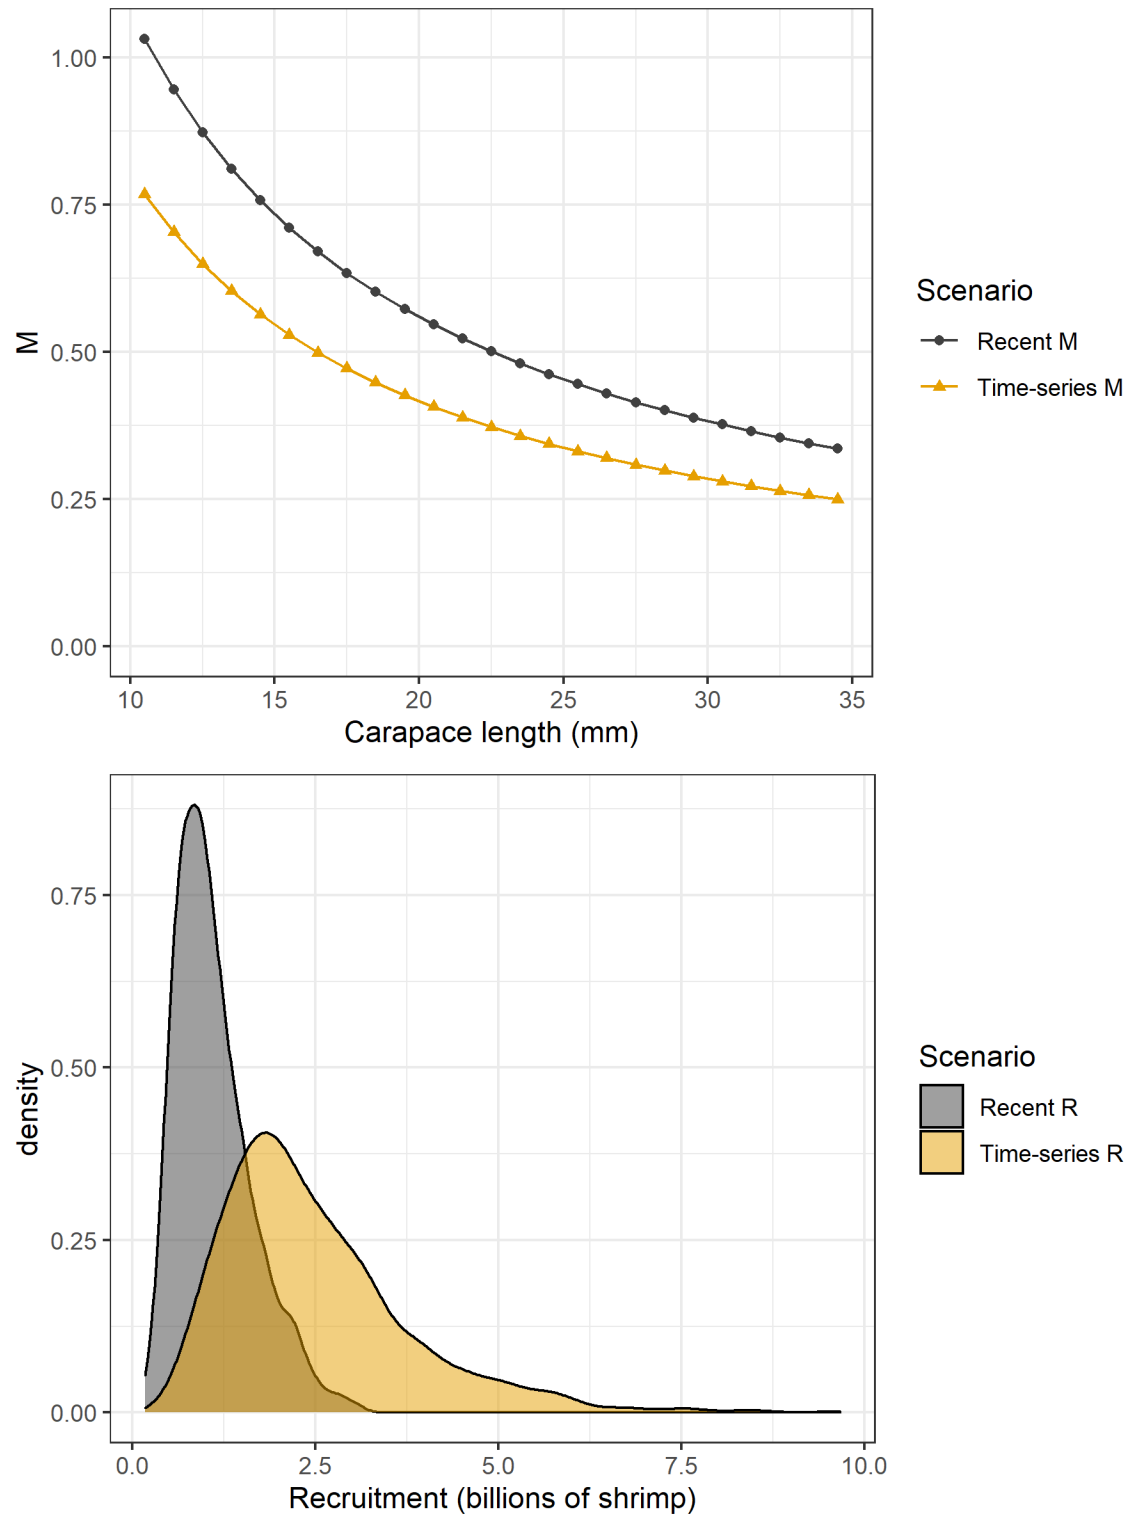 M
1.00
0.75
0.50
0.25
0.00
10 15 20 25 30 35
Carapace length (mm)
Scenario
Recent M
Time-series M
density
0.75
0.50
0.25
0.00
0.0 2.5 5.0 7.5 10.0
Recruitment (billions of shrimp)
Scenario
Recent R
Time-series R